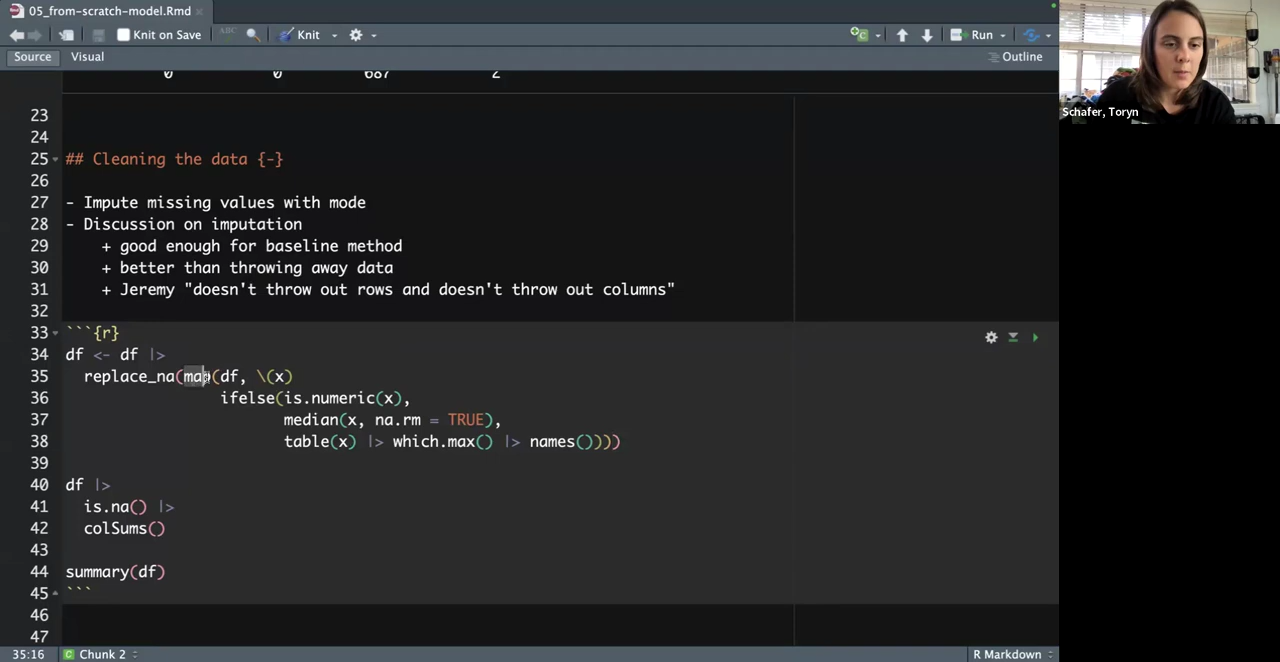 05_from-scratch-model.Rmd
Knit on Save
ABC
Knit
Run
Source
Visual
Outline
0 0 687 2
23
24
25 ## Cleaning the data {-}
26
27 - Impute missing values with mode
28 - Discussion on imputation
29 + good enough for baseline method
30 + better than throwing away data
31 + Jeremy "doesn't throw out rows and doesn't throw out columns"
32
33 ```{r}
34 df <- df |>
35 replace_na(map(df, \(x)
36 ifelse(is.numeric(x),
37 median(x, na.rm = TRUE),
38 table(x) |> which.max() |> names())))
39
40 df |>
41 is.na() |>
42 colSums()
43
44 summary(df)
45 ```
46
47
35:16 Chunk 2 R Markdown
Schafer, Toryn